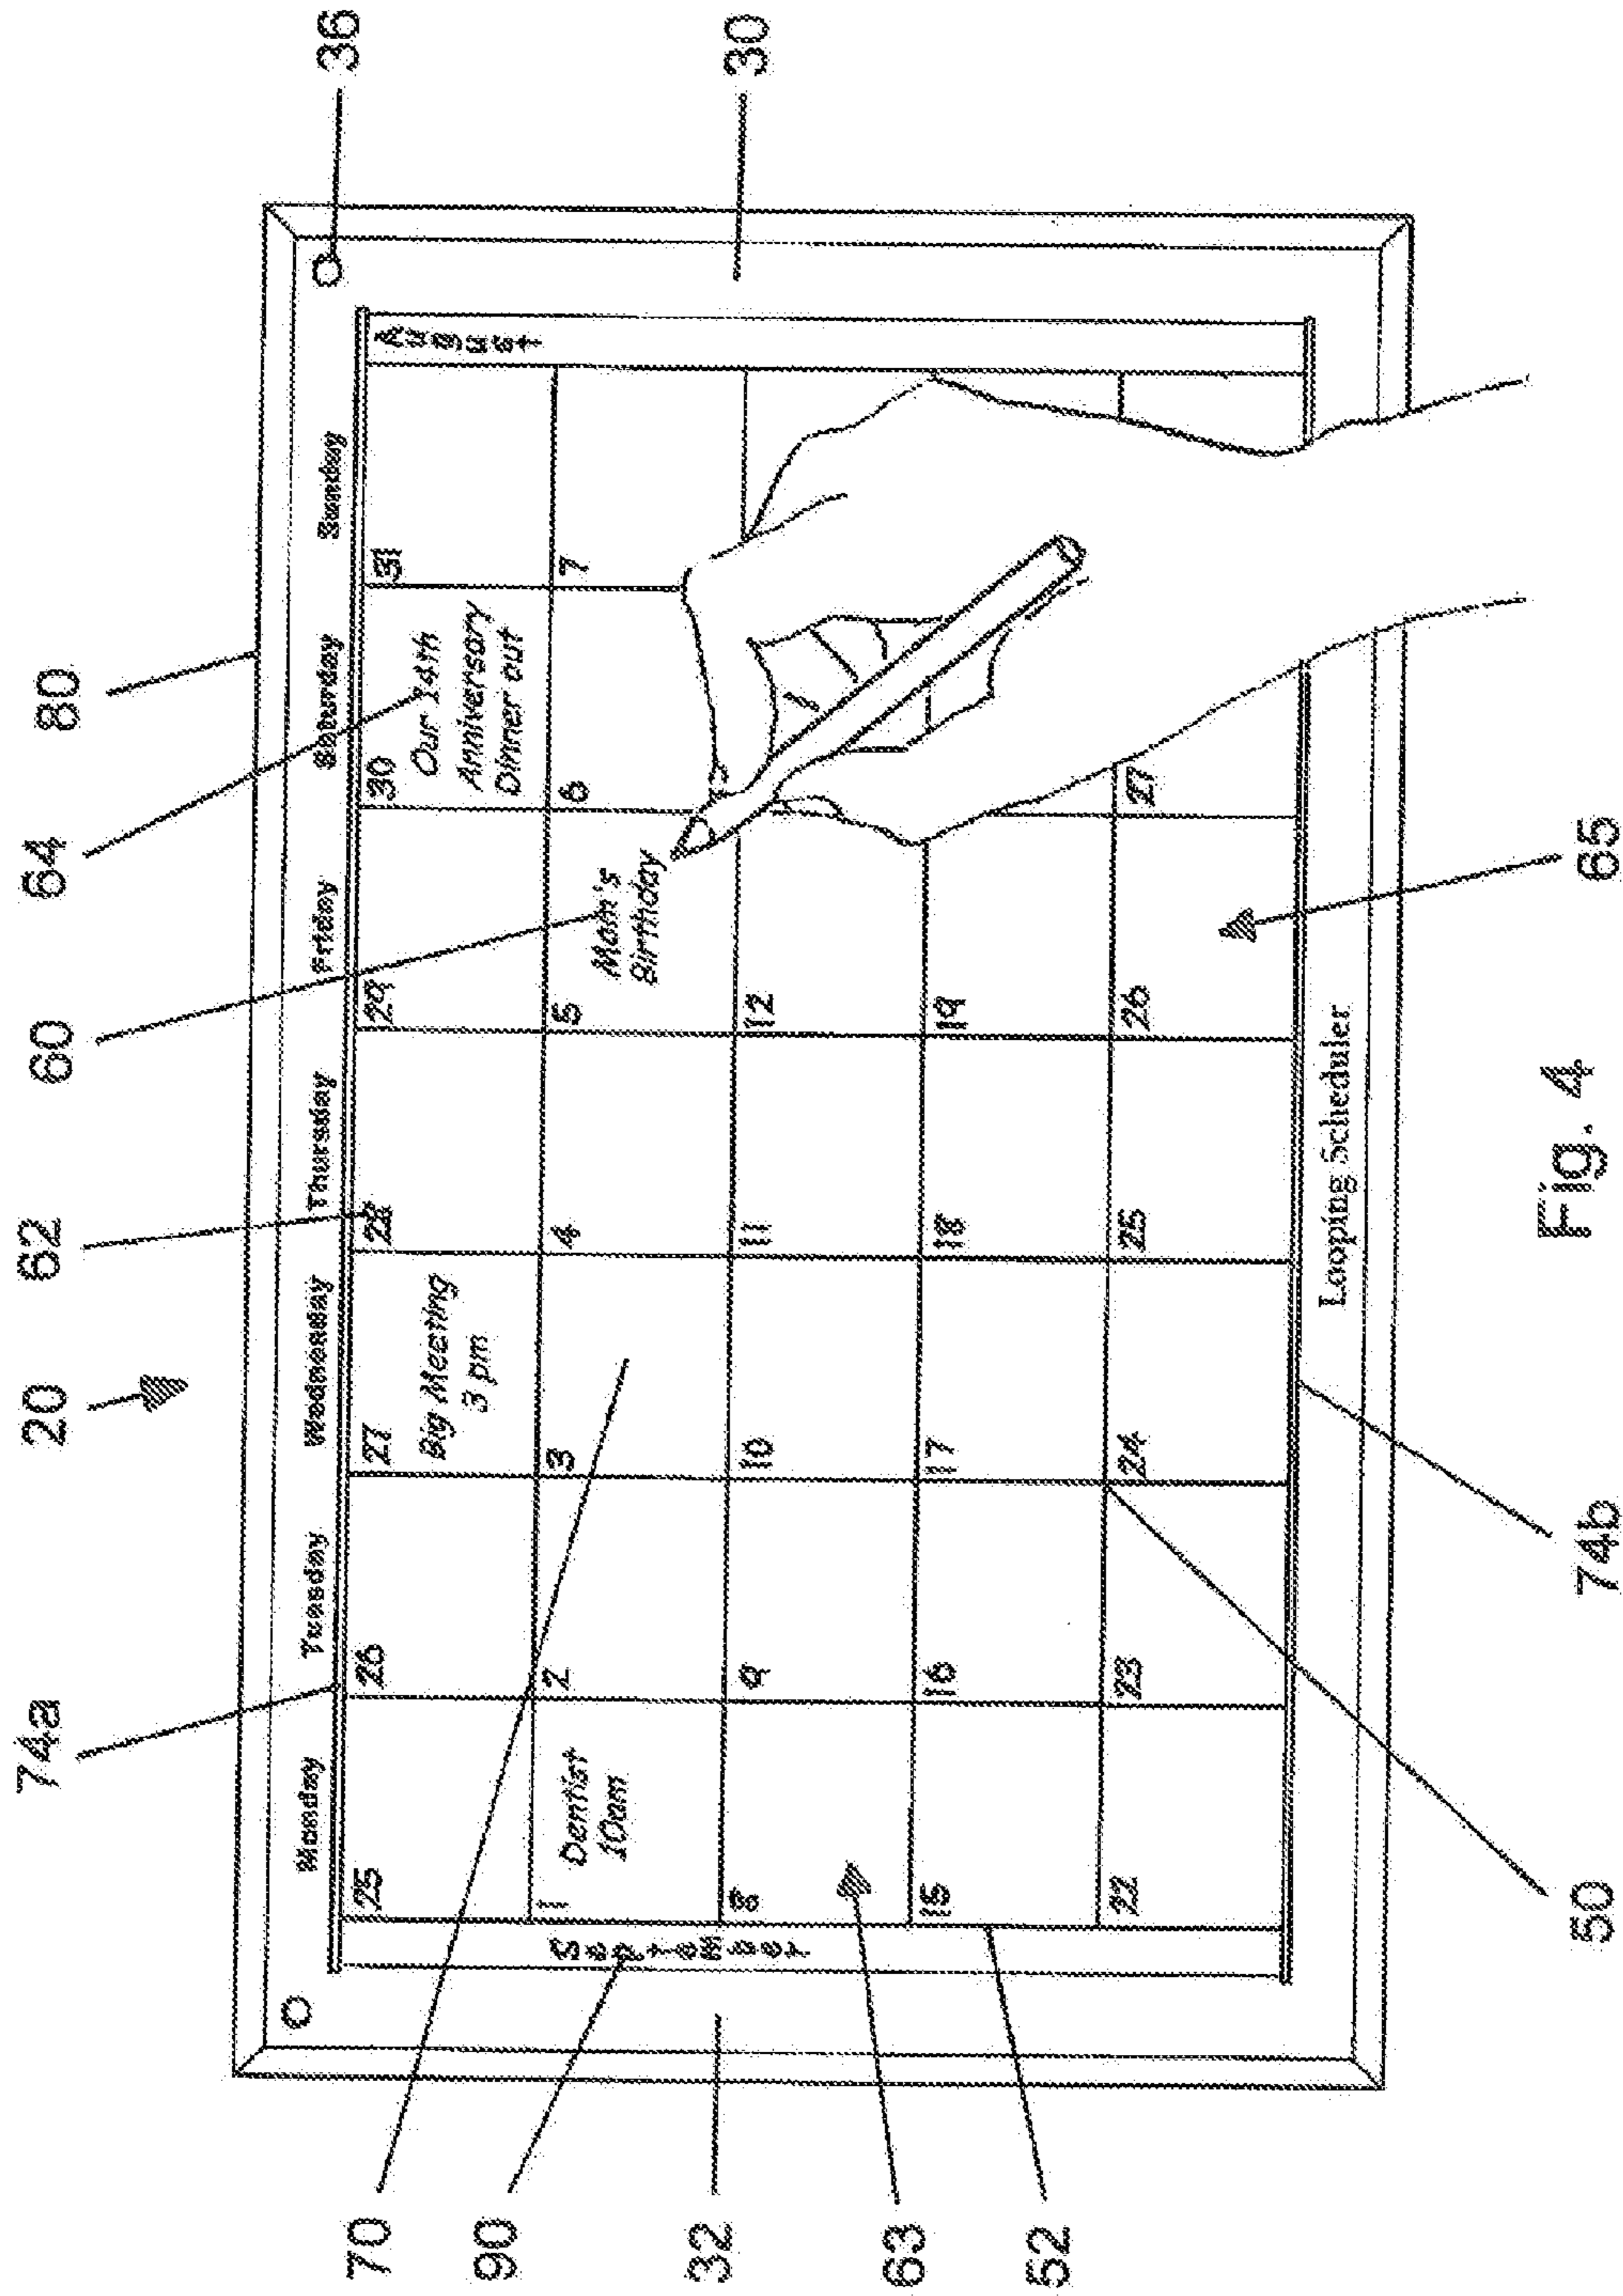 74a
20
62
60
64
80
36
Monday Tuesday Wednesday Thursday Friday Saturday Sunday
August
25 26 27 28 29 30 31
Big Meeting
3 pm
Our 14th
Anniversary
Dinner out
1 2 3 4 5 6 7
Dentist
10am
Mom's
Birthday
September
8 9 10 11 12
15 16 17 18 19
22 23 24 25 26 27
Looping Scheduler
30
70
90
32
63
52
50
74b
65
Fig. 4